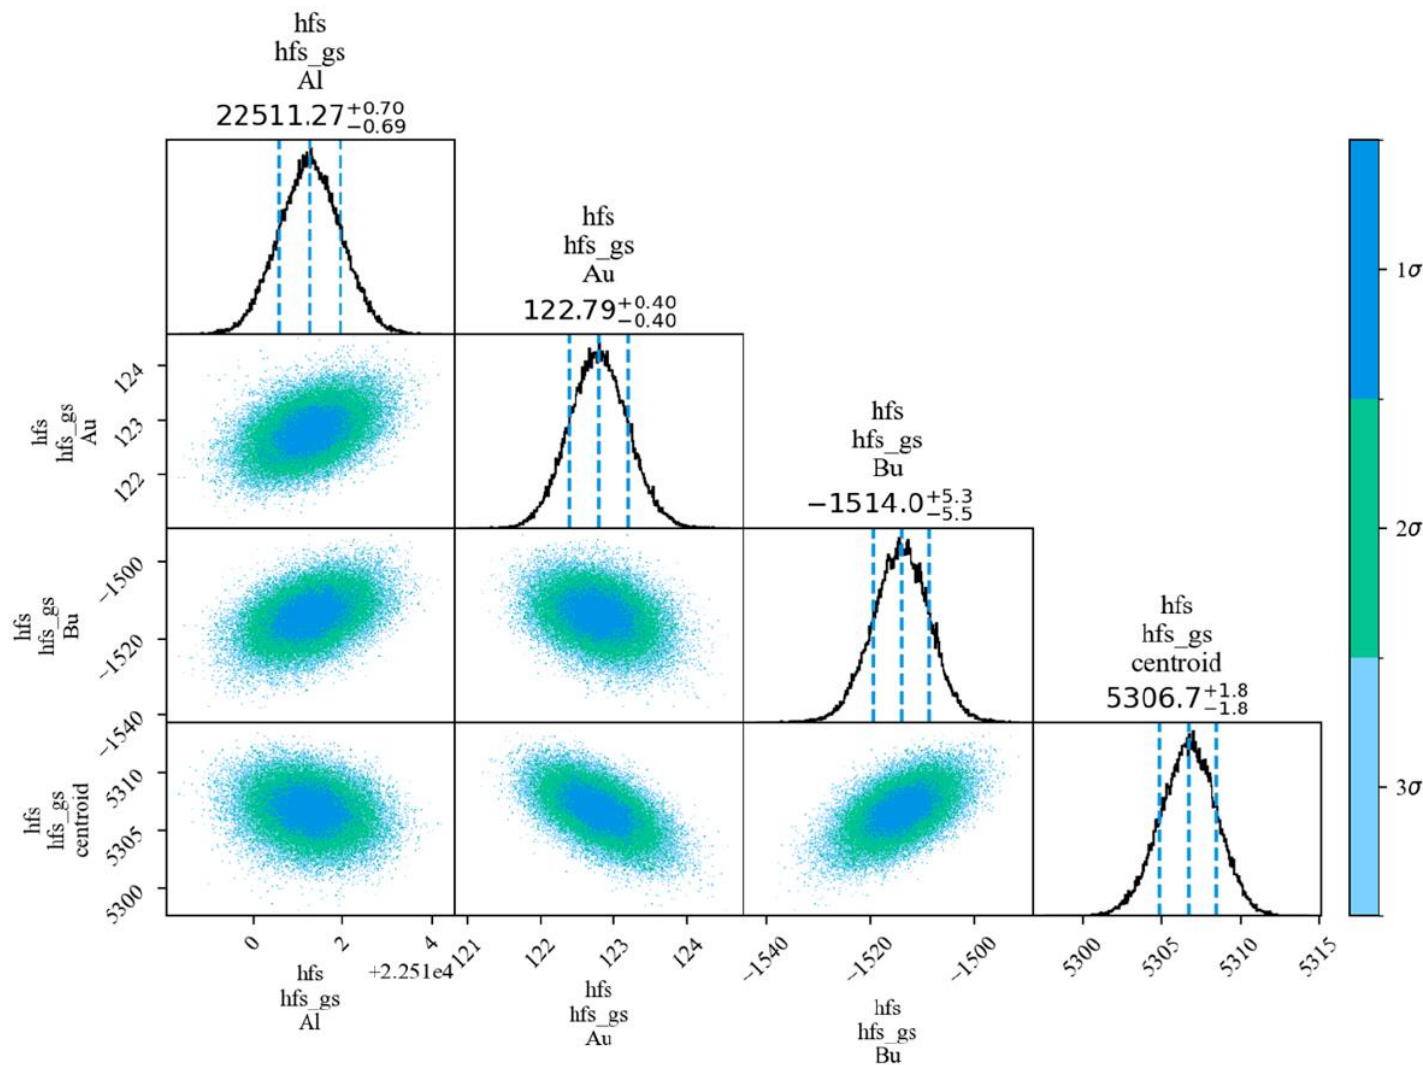 hfs
hfs_gs
Al
22511.27+0.70 −0.69
hfs
hfs_gs
Au
122.79+0.40 −0.40
hfs
hfs_gs
Bu
−1514.0+5.3 −5.5
hfs
hfs_gs
centroid
5306.7+1.8 −1.8
1σ
2σ
3σ
hfs
hfs_gs
Au
124
123
122
hfs
hfs_gs
Bu
−1500
−1520
−1540
hfs
hfs_gs
centroid
5310
5305
5300
0 2 4
+2.251e4
hfs
hfs_gs
Al
121 122 123 124
hfs
hfs_gs
Au
−1540 −1520 −1500
hfs
hfs_gs
Bu
5300 5305 5310 5315